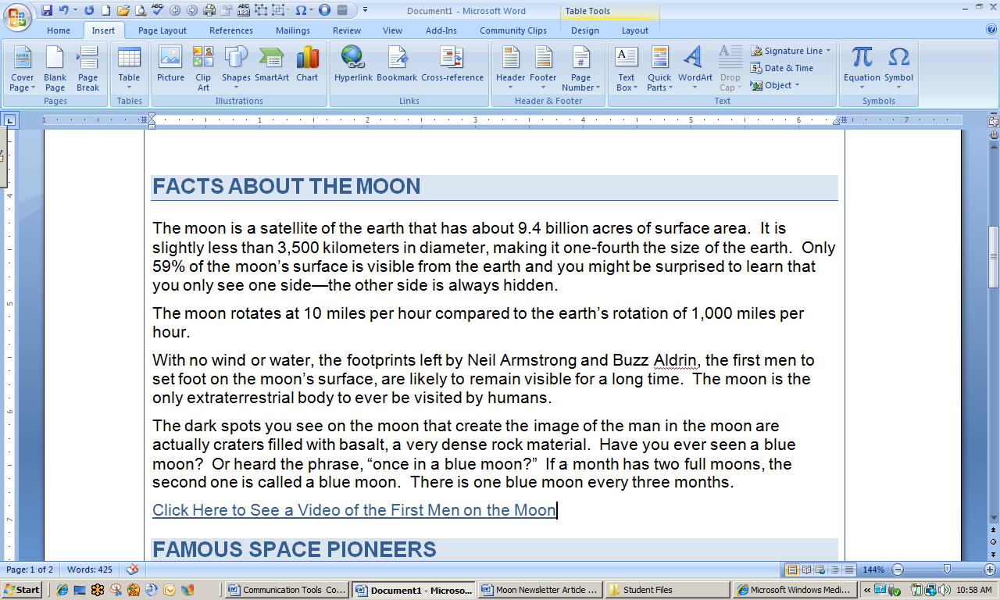 Document1 - Microsoft Word
Table Tools
Home Insert Page Layout References Mailings Review View Add-Ins Community Clips Design Layout
Cover Page Blank Page Page Break Table Picture Clip Art Shapes SmartArt Chart Hyperlink Bookmark Cross-reference Header Footer Page Number Text Box Quick Parts WordArt Drop Cap Signature Line Date & Time Object Equation Symbol
Pages Tables Illustrations Links Header & Footer Text Symbols
1 1 2 3 4 5 6 7
FACTS ABOUT THE MOON
The moon is a satellite of the earth that has about 9.4 billion acres of surface area.  It is
slightly less than 3,500 kilometers in diameter, making it one-fourth the size of the earth.  Only
59% of the moon’s surface is visible from the earth and you might be surprised to learn that
you only see one side—the other side is always hidden.
The moon rotates at 10 miles per hour compared to the earth’s rotation of 1,000 miles per
hour.
With no wind or water, the footprints left by Neil Armstrong and Buzz Aldrin, the first men to
set foot on the moon’s surface, are likely to remain visible for a long time.  The moon is the
only extraterrestrial body to ever be visited by humans.
The dark spots you see on the moon that create the image of the man in the moon are
actually craters filled with basalt, a very dense rock material.  Have you ever seen a blue
moon?  Or heard the phrase, “once in a blue moon?”  If a month has two full moons, the
second one is called a blue moon.  There is one blue moon every three months.
Click Here to See a Video of the First Men on the Moon
FAMOUS SPACE PIONEERS
4
5
6
7
Page: 1 of 2 Words: 425 144%
Start Communication Tools Co... Document1 - Microso... Moon Newsletter Article ... Student Files Microsoft Windows Medi... 10:58 AM